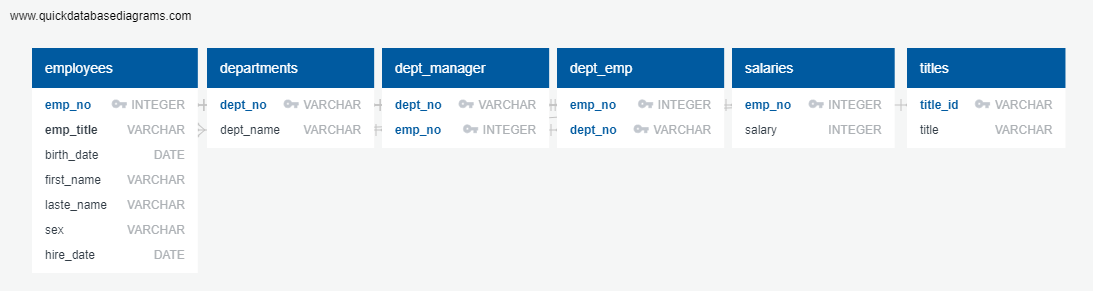 www.quickdatabasediagrams.com
employees
emp_no INTEGER
emp_title VARCHAR
birth_date DATE
first_name VARCHAR
laste_name VARCHAR
sex VARCHAR
hire_date DATE
departments
dept_no VARCHAR
dept_name VARCHAR
dept_manager
dept_no VARCHAR
emp_no INTEGER
dept_emp
emp_no INTEGER
dept_no VARCHAR
salaries
emp_no INTEGER
salary INTEGER
titles
title_id VARCHAR
title VARCHAR